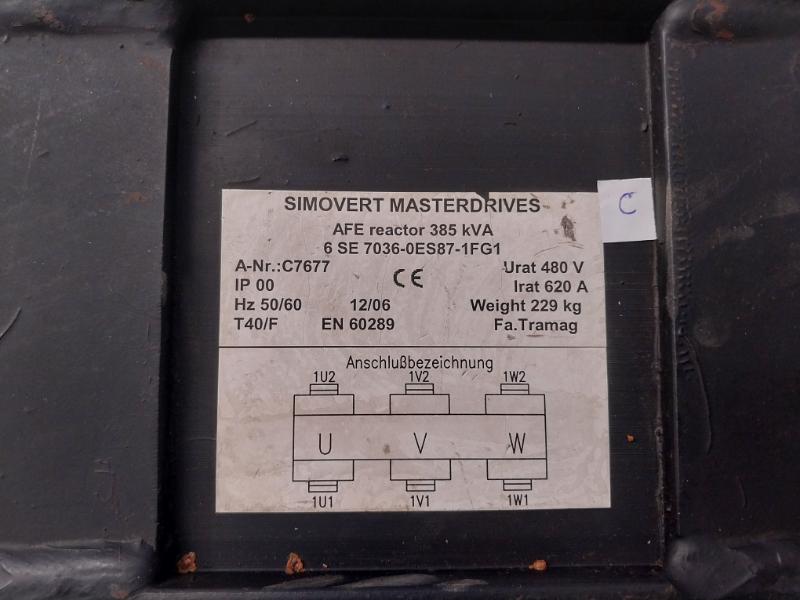 SIMOVERT MASTERDRIVES
AFE reactor 385 kVA
6 SE 7036-0ES87-1FG1
A-Nr.:C7677 CE Urat 480 V
IP 00 Irat 620 A
Hz 50/60 12/06 Weight 229 kg
T40/F EN 60289 Fa.Tramag
C
Anschlußbezeichnung
1U2 1V2 1W2
U V W
1U1 1V1 1W1